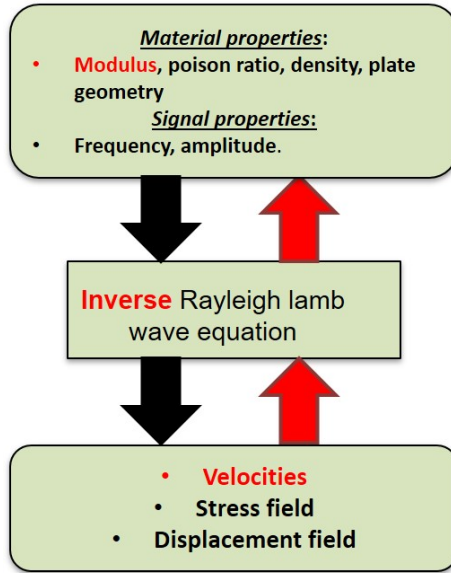 Material properties:
• Modulus, poison ratio, density, plate
geometry
Signal properties:
• Frequency, amplitude.
Inverse Rayleigh lamb
wave equation
• Velocities
• Stress field
• Displacement field